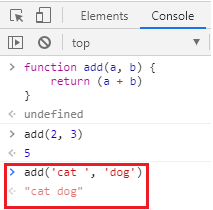 Elements Console
top
> function add(a, b) {
return (a + b)
}
< undefined
> add(2, 3)
< 5
> add('cat ', 'dog')
< "cat dog"